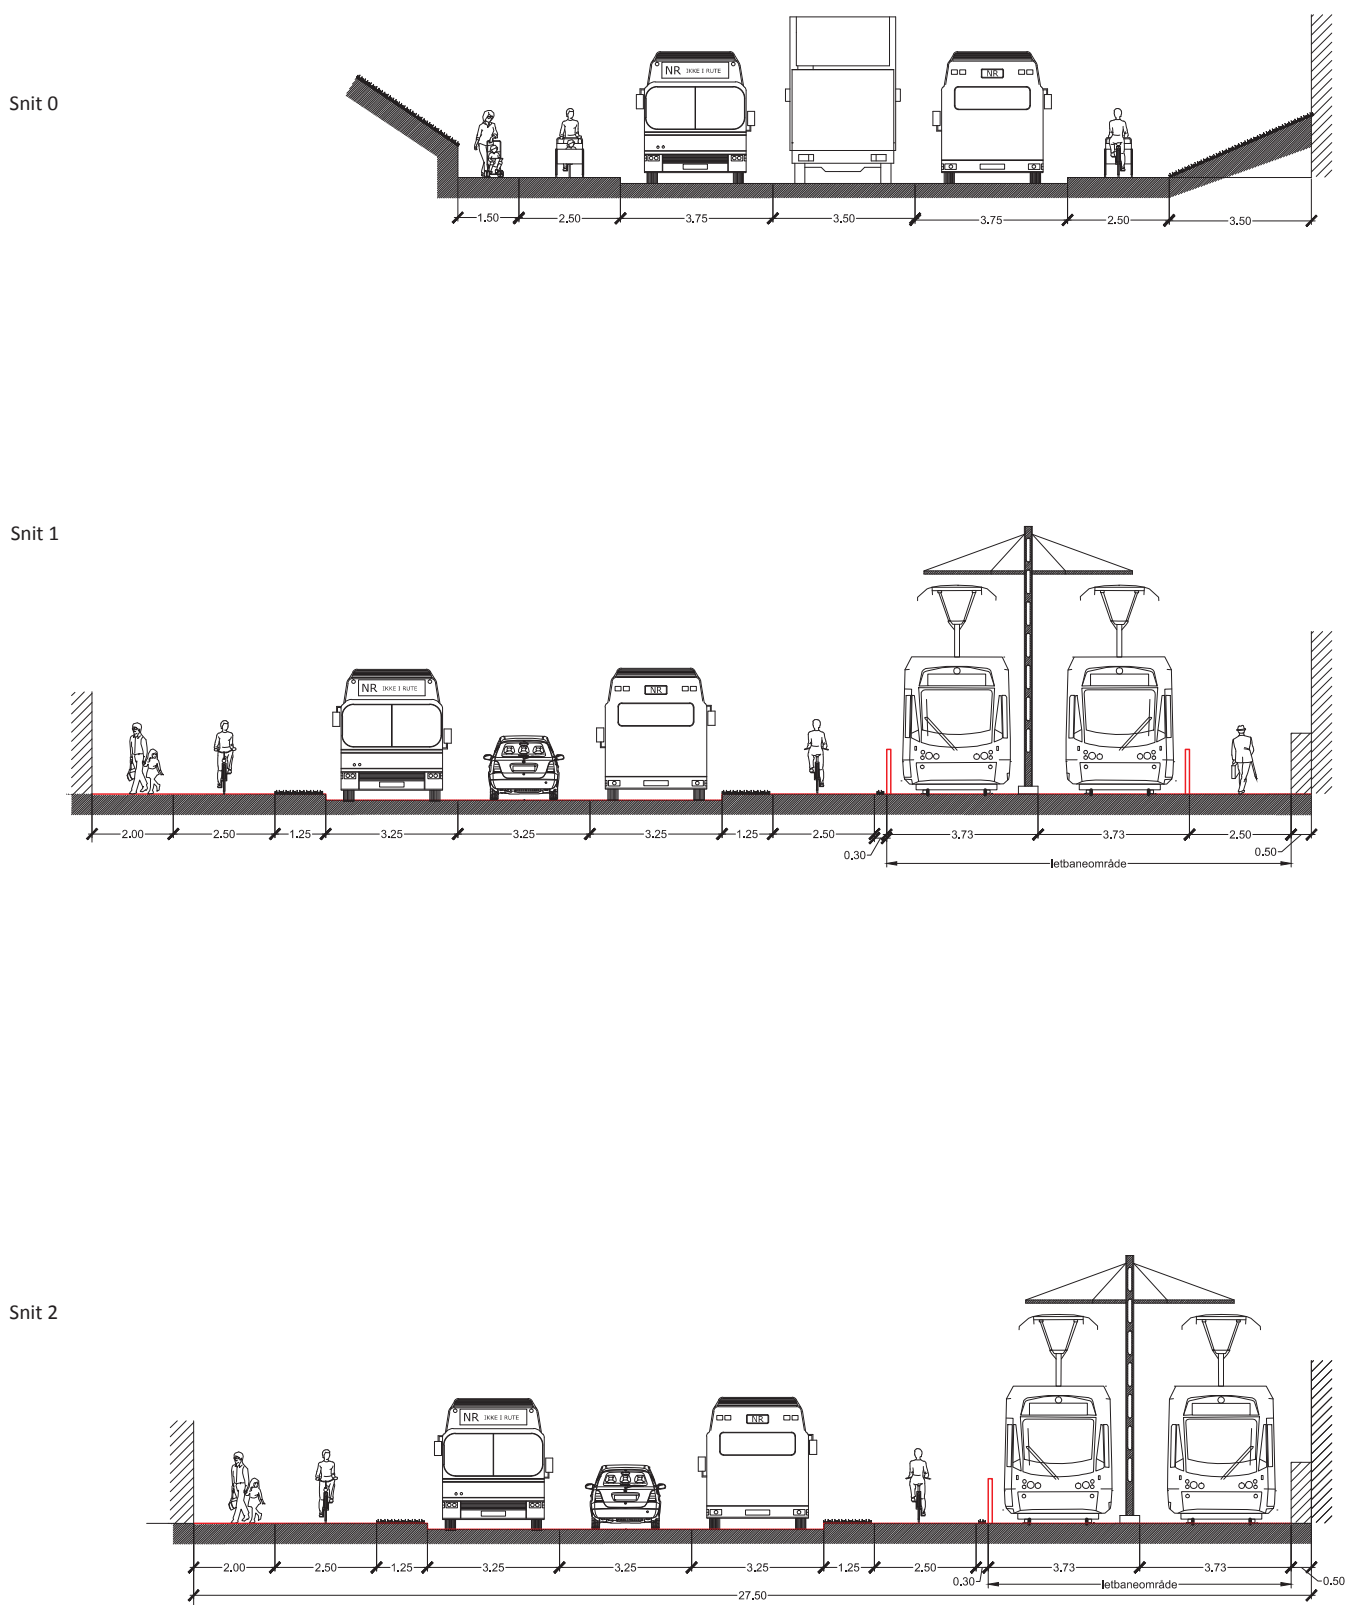 Snit 0
NR IKKE I RUTE
NR
1.50 2.50 3.75 3.50 3.75 2.50 3.50
Snit 1
NR IKKE I RUTE
NR
2.00 2.50 1.25 3.25 3.25 3.25 1.25 2.50 0.30 3.73 3.73 2.50 0.50
letbaneområde
Snit 2
NR IKKE I RUTE
NR
2.00 2.50 1.25 3.25 3.25 3.25 1.25 2.50 0.30 3.73 3.73 0.50
letbaneområde
27.50